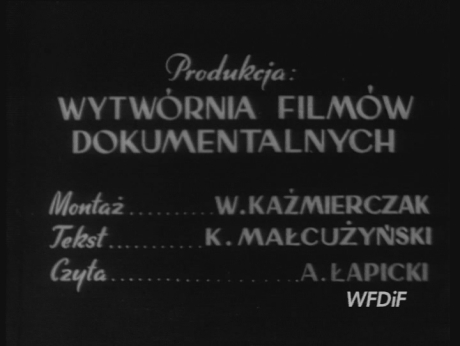 Produkcja:
WYTWÓRNIA FILMÓW
DOKUMENTALNYCH
Montaż..........W. KAŹMIERCZAK
Tekst...........K. MAŁCUŻYŃSKI
Czyta..................A. ŁAPICKI
WFDiF